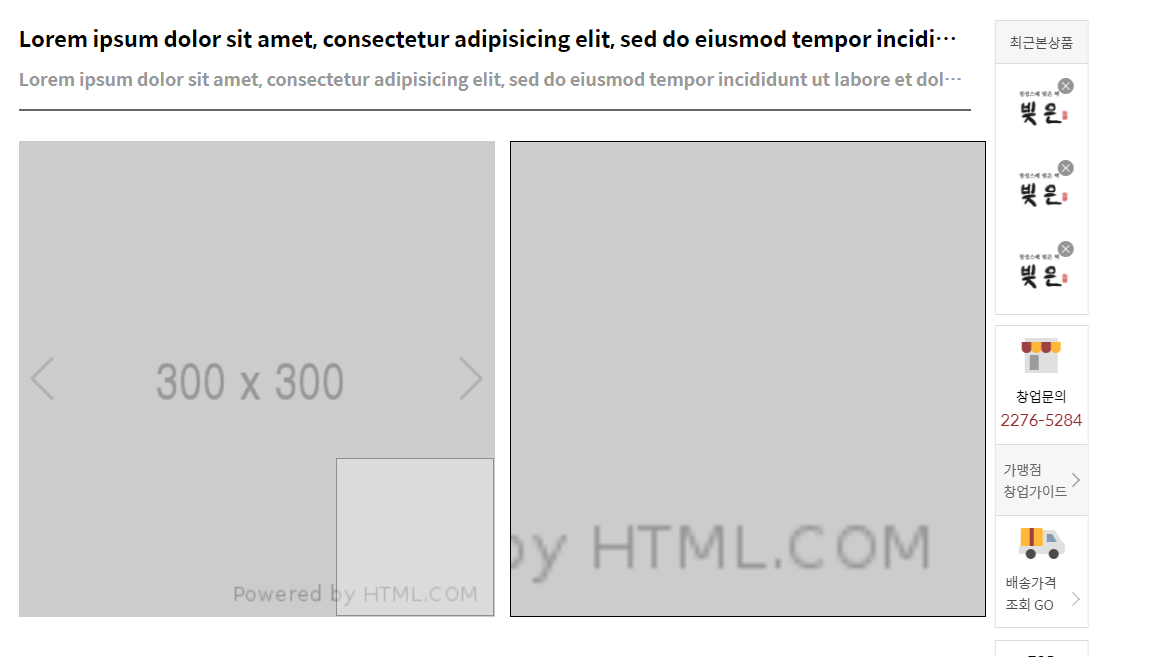 Lorem ipsum dolor sit amet, consectetur adipisicing elit, sed do eiusmod tempor incidi…
Lorem ipsum dolor sit amet, consectetur adipisicing elit, sed do eiusmod tempor incididunt ut labore et dol…
300 x 300
Powered by HTML.COM
by HTML.COM
최근본상품
빚은
빚은
빚은
창업문의
2276-5284
가맹점
창업가이드
배송가격
조회 GO